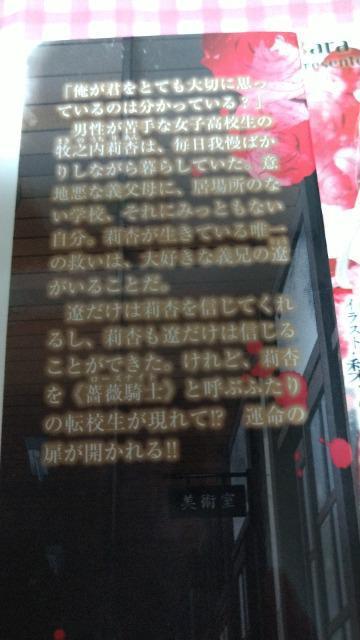 「俺が君をとても大切に思っ
ているのは分かっている?」
男性が苦手な女子高校生の
牧之内莉杏は、毎日我慢ばか
りしながら暮らしていた。意
地悪な義父母に、居場所のな
い学校、それにみっともない
自分。莉杏が生きている唯一
の救いは、大好きな義兄の遼
がいることだ。
遼だけは莉杏を信じてくれ
るし、莉杏も遼だけは信じる
ことができた。けれど、莉杏
を《薔薇騎士》と呼ぶふたり
の転校生が現れて!?　運命の
扉が開かれる!!
美術室
イラスト・梨